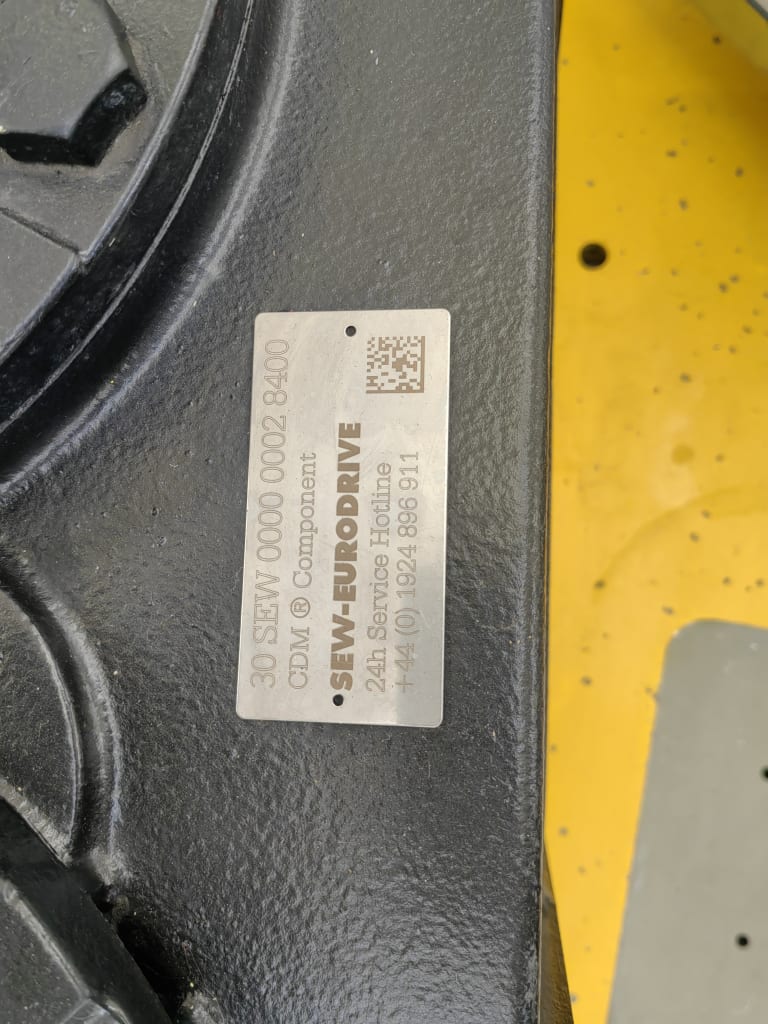 30 SEW 0000 0002 8400
CDM ® Component
SEW-EURODRIVE
24h Service Hotline
+44 (0) 1924 896 911